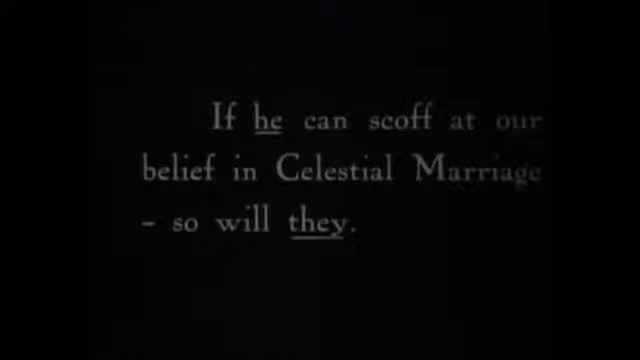 If he can scoff at our
belief in Celestial Marriage
- so will they.